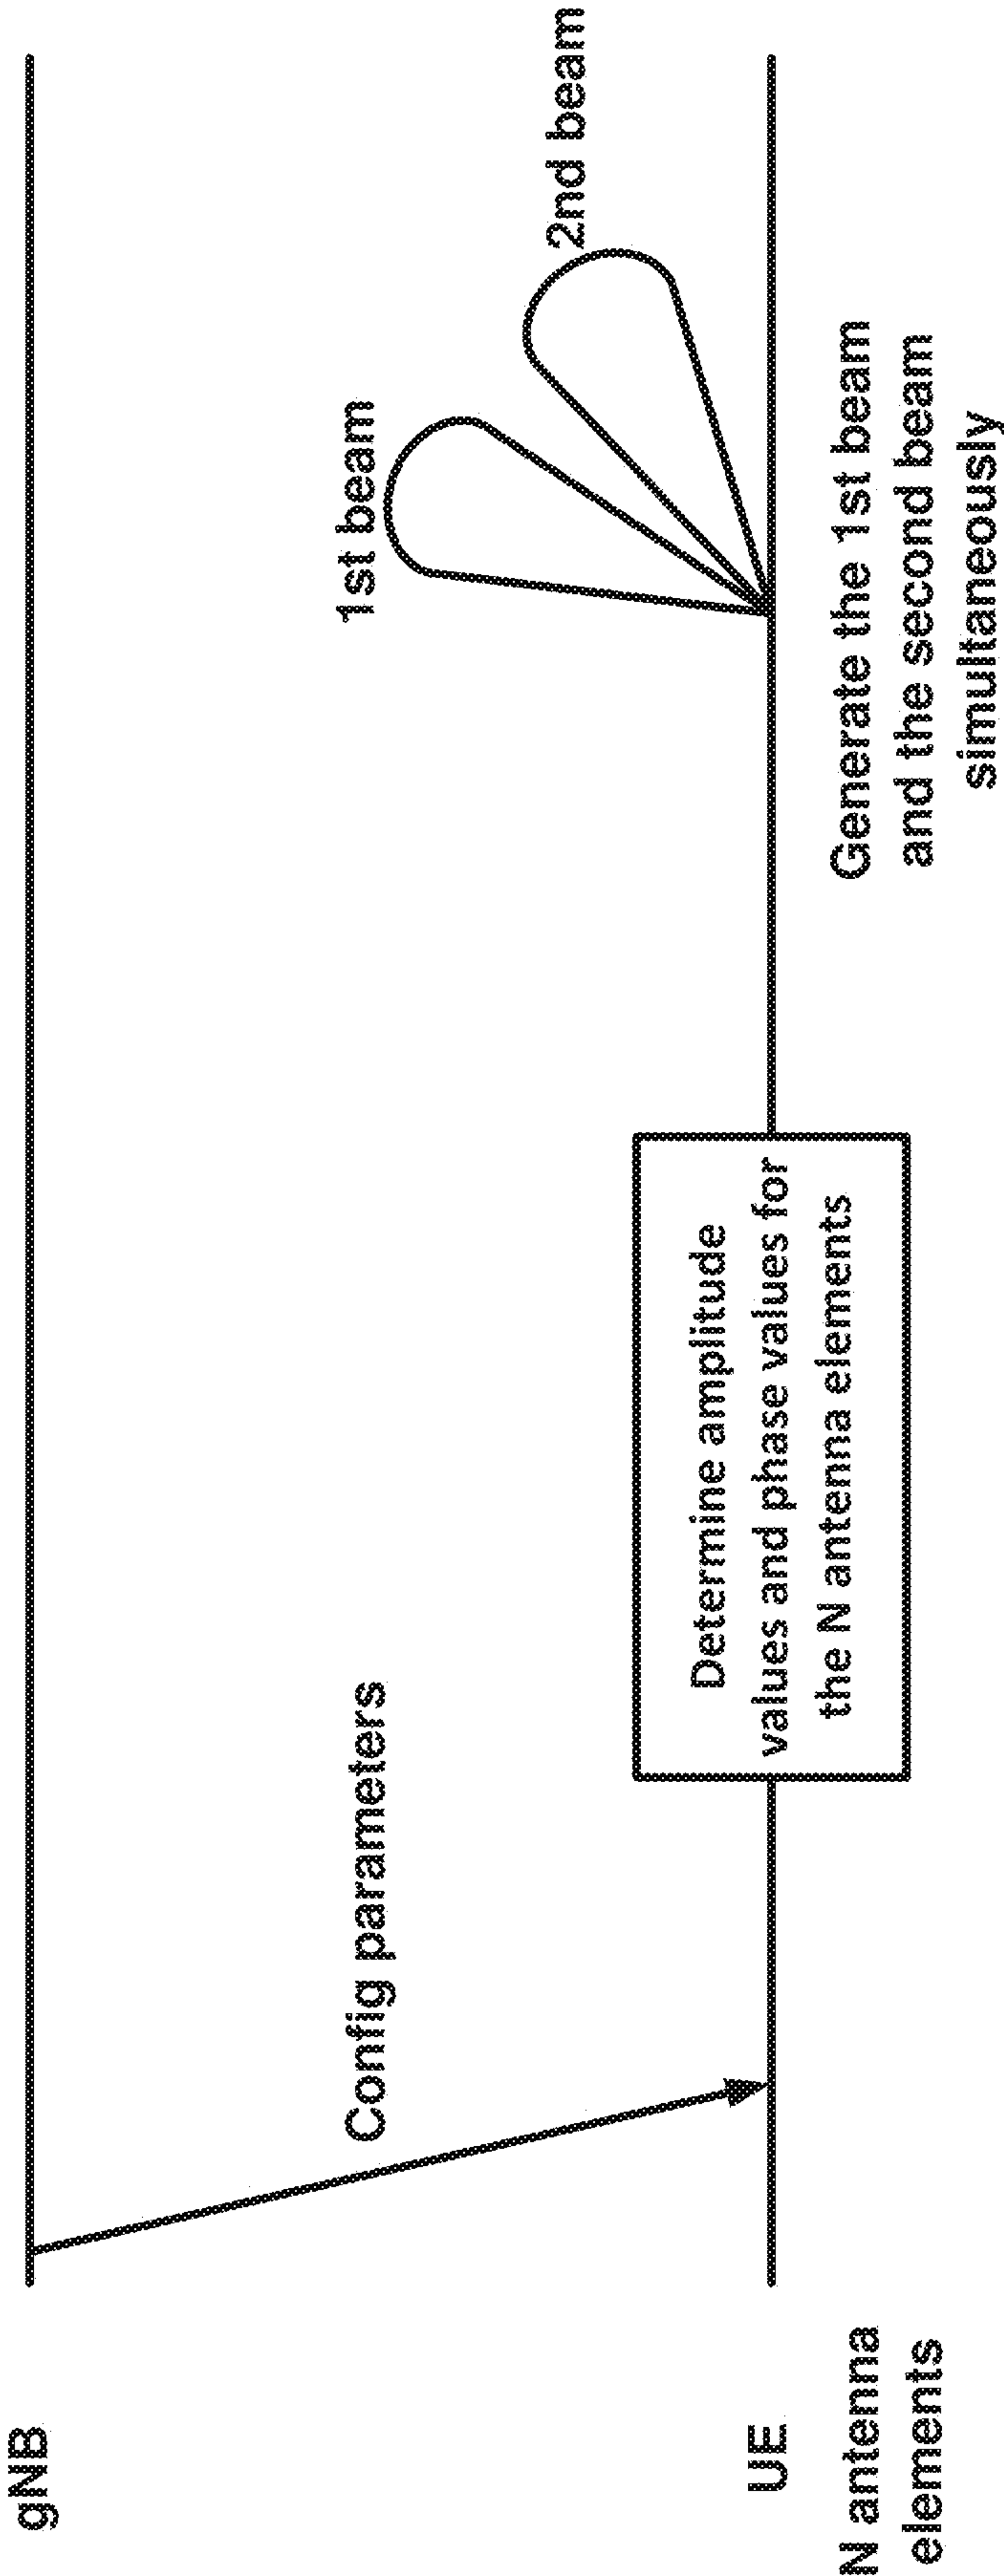 gNB
Config parameters
1st beam
2nd beam
UE
N antenna
elements
Determine amplitude
values and phase values for
the N antenna elements
Generate the 1st beam
and the second beam
simultaneously